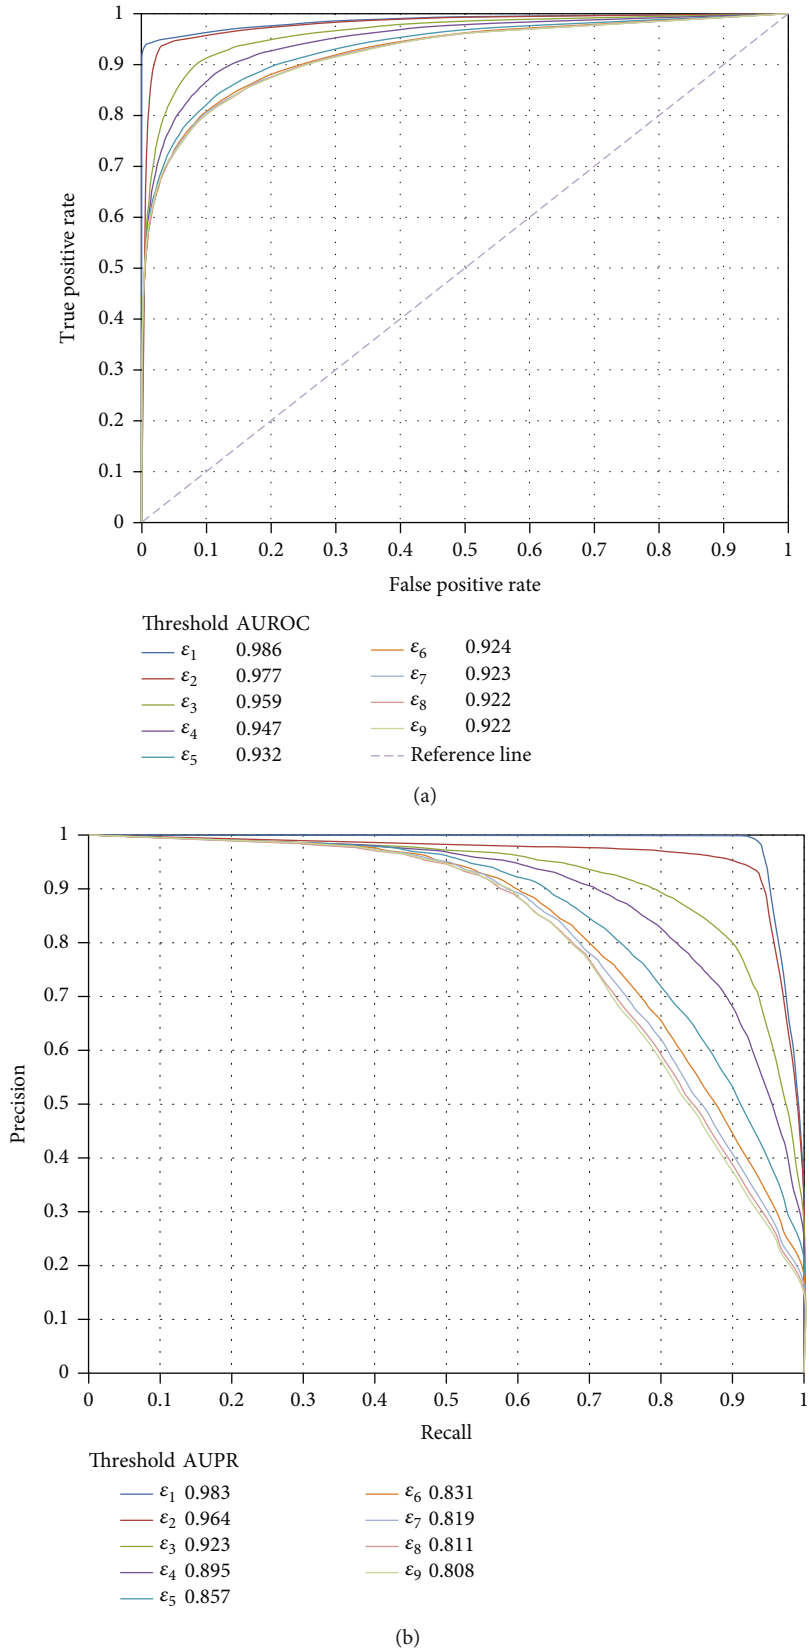 1
0.9
0.8
0.7
0.6
0.5
0.4
0.3
0.2
0.1
0
True positive rate
0 0.1 0.2 0.3 0.4 0.5 0.6 0.7 0.8 0.9 1
False positive rate
Threshold AUROC
ε1 0.986
ε2 0.977
ε3 0.959
ε4 0.947
ε5 0.932
ε6 0.924
ε7 0.923
ε8 0.922
ε9 0.922
Reference line
(a)
1
0.9
0.8
0.7
0.6
0.5
0.4
0.3
0.2
0.1
0
Precision
0 0.1 0.2 0.3 0.4 0.5 0.6 0.7 0.8 0.9 1
Recall
Threshold AUPR
ε1 0.983
ε2 0.964
ε3 0.923
ε4 0.895
ε5 0.857
ε6 0.831
ε7 0.819
ε8 0.811
ε9 0.808
(b)